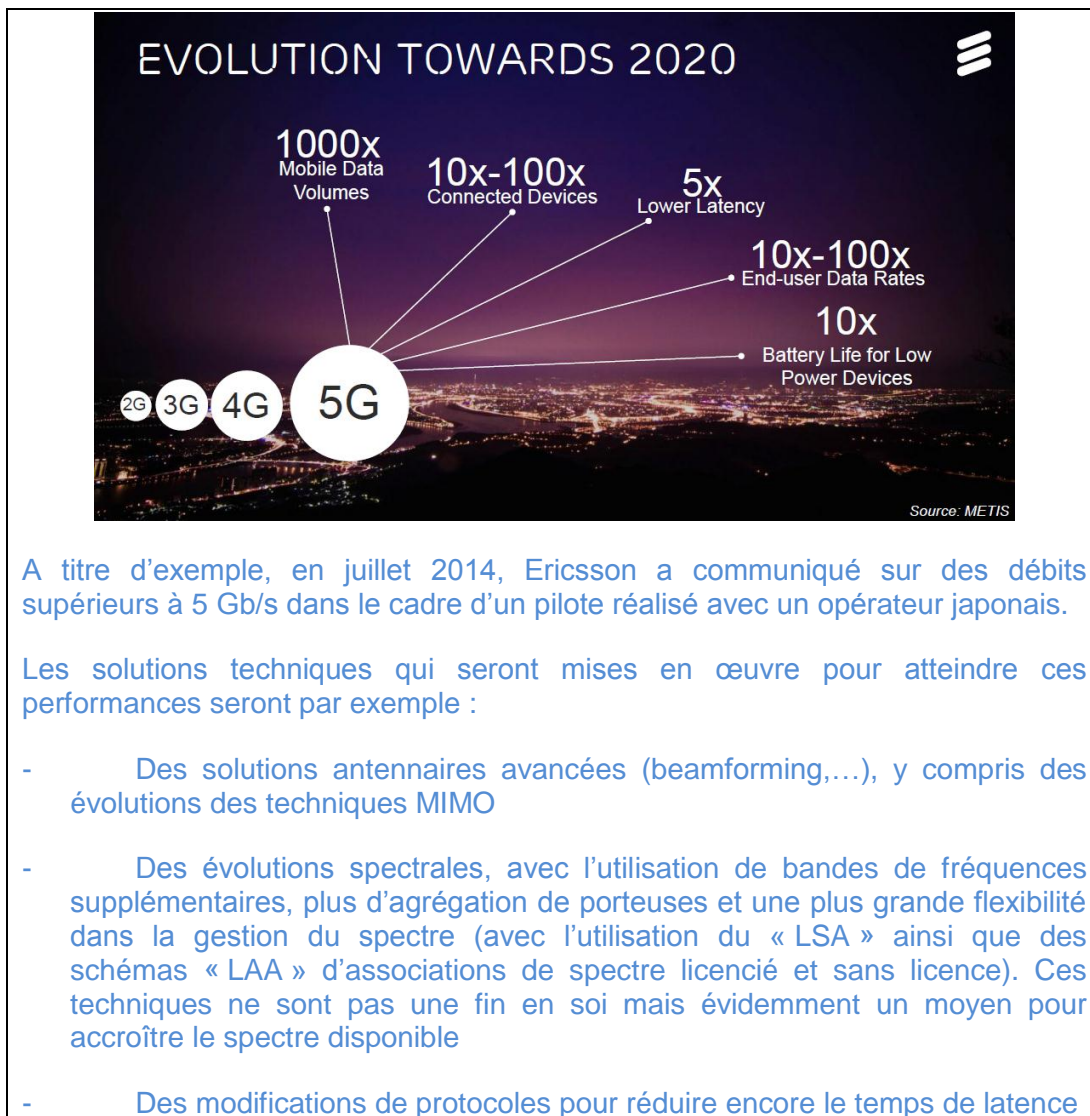 EVOLUTION TOWARDS 2020
1000x
Mobile Data
Volumes
10x-100x
Connected Devices
5x
Lower Latency
10x-100x
End-user Data Rates
10x
Battery Life for Low
Power Devices
2G 3G 4G 5G
Source: METIS
A titre d’exemple, en juillet 2014, Ericsson a communiqué sur des débits
supérieurs à 5 Gb/s dans le cadre d’un pilote réalisé avec un opérateur japonais.
Les solutions techniques qui seront mises en œuvre pour atteindre ces
performances seront par exemple :
- Des solutions antennaires avancées (beamforming,…), y compris des
évolutions des techniques MIMO
- Des évolutions spectrales, avec l’utilisation de bandes de fréquences
supplémentaires, plus d’agrégation de porteuses et une plus grande flexibilité
dans la gestion du spectre (avec l’utilisation du « LSA » ainsi que des
schémas « LAA » d’associations de spectre licencié et sans licence). Ces
techniques ne sont pas une fin en soi mais évidemment un moyen pour
accroître le spectre disponible
- Des modifications de protocoles pour réduire encore le temps de latence